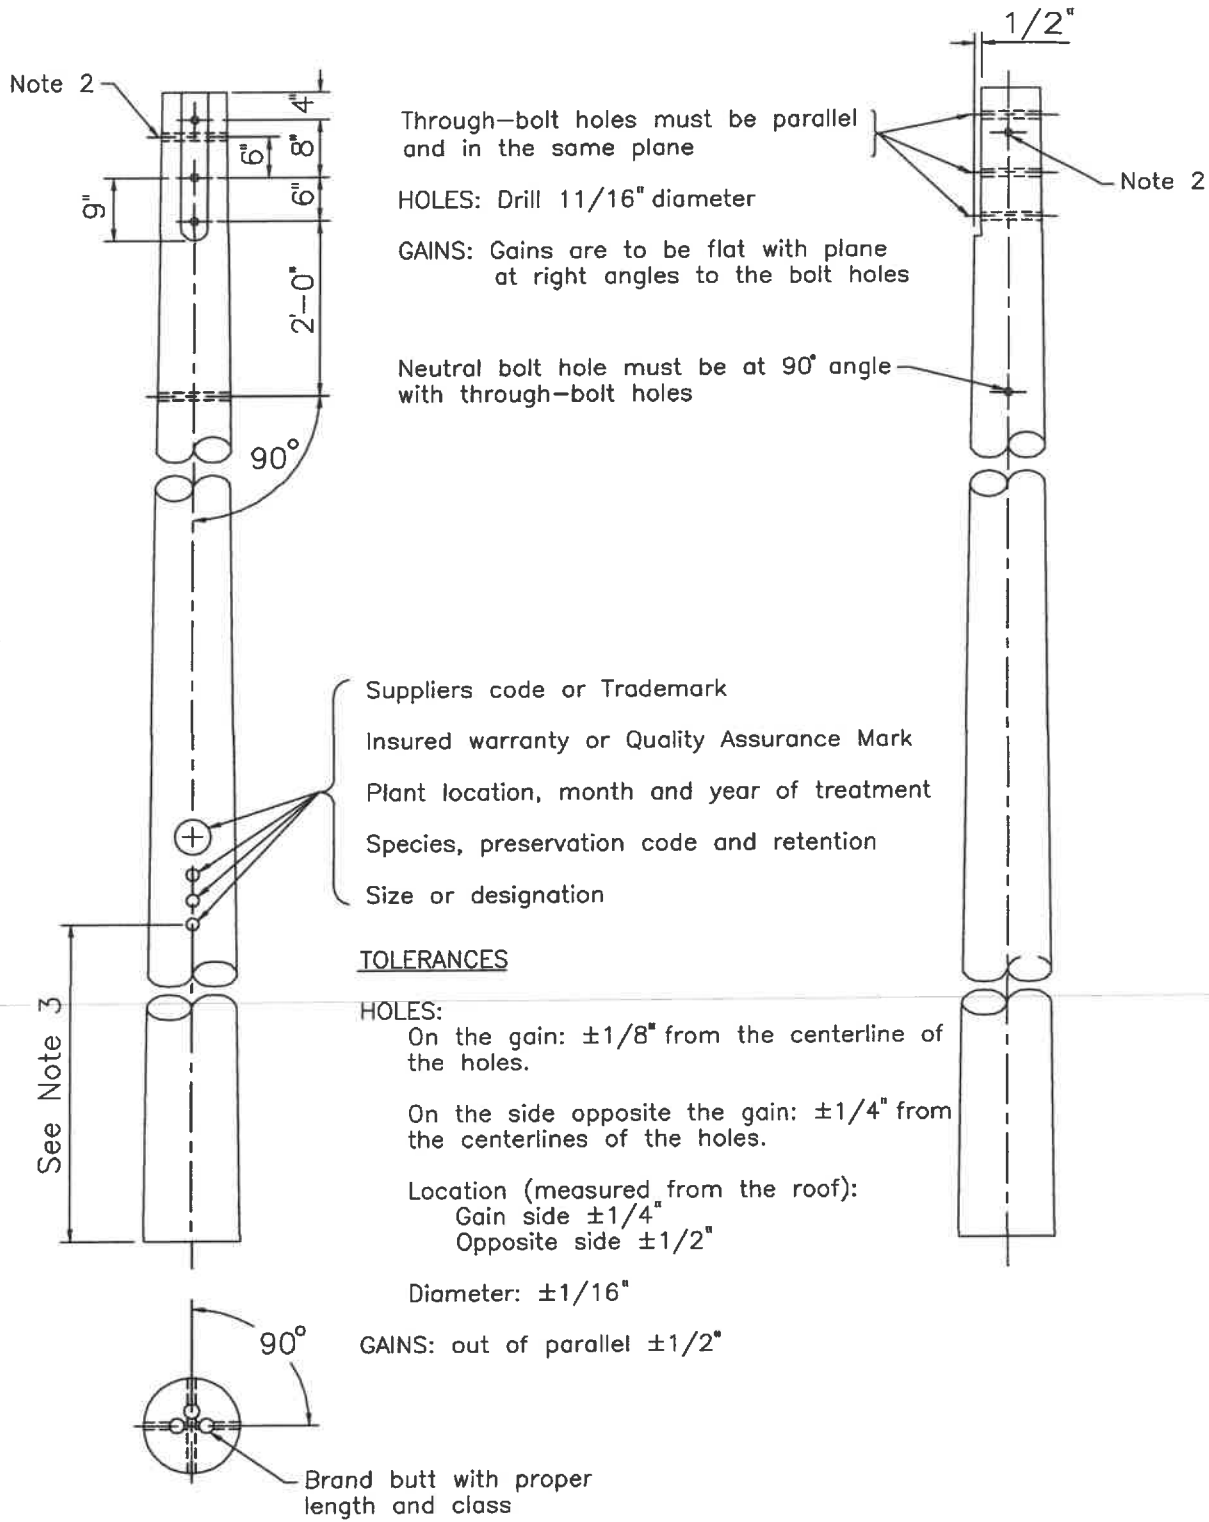 1/2"
Note 2
4"
8"
6"
6"
9"
2'-0"
90°
Through-bolt holes must be parallel
and in the same plane
Note 2
HOLES: Drill 11/16" diameter
GAINS: Gains are to be flat with plane
at right angles to the bolt holes
Neutral bolt hole must be at 90° angle
with through-bolt holes
Suppliers code or Trademark
Insured warranty or Quality Assurance Mark
Plant location, month and year of treatment
Species, preservation code and retention
Size or designation
See Note 3
TOLERANCES
HOLES:
On the gain: ±1/8" from the centerline of
the holes.
On the side opposite the gain: ±1/4" from
the centerlines of the holes.
Location (measured from the roof):
Gain side ±1/4"
Opposite side ±1/2"
Diameter: ±1/16"
GAINS: out of parallel ±1/2"
90°
Brand butt with proper
length and class